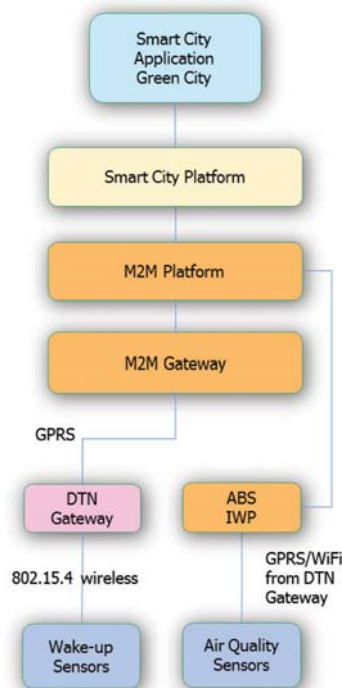 Smart City
Application
Green City
Smart City Platform
M2M Platform
M2M Gateway
GPRS
DTN
Gateway
ABS
IWP
802.15.4 wireless
GPRS/WiFi
from DTN
Gateway
Wake-up
Sensors
Air Quality
Sensors